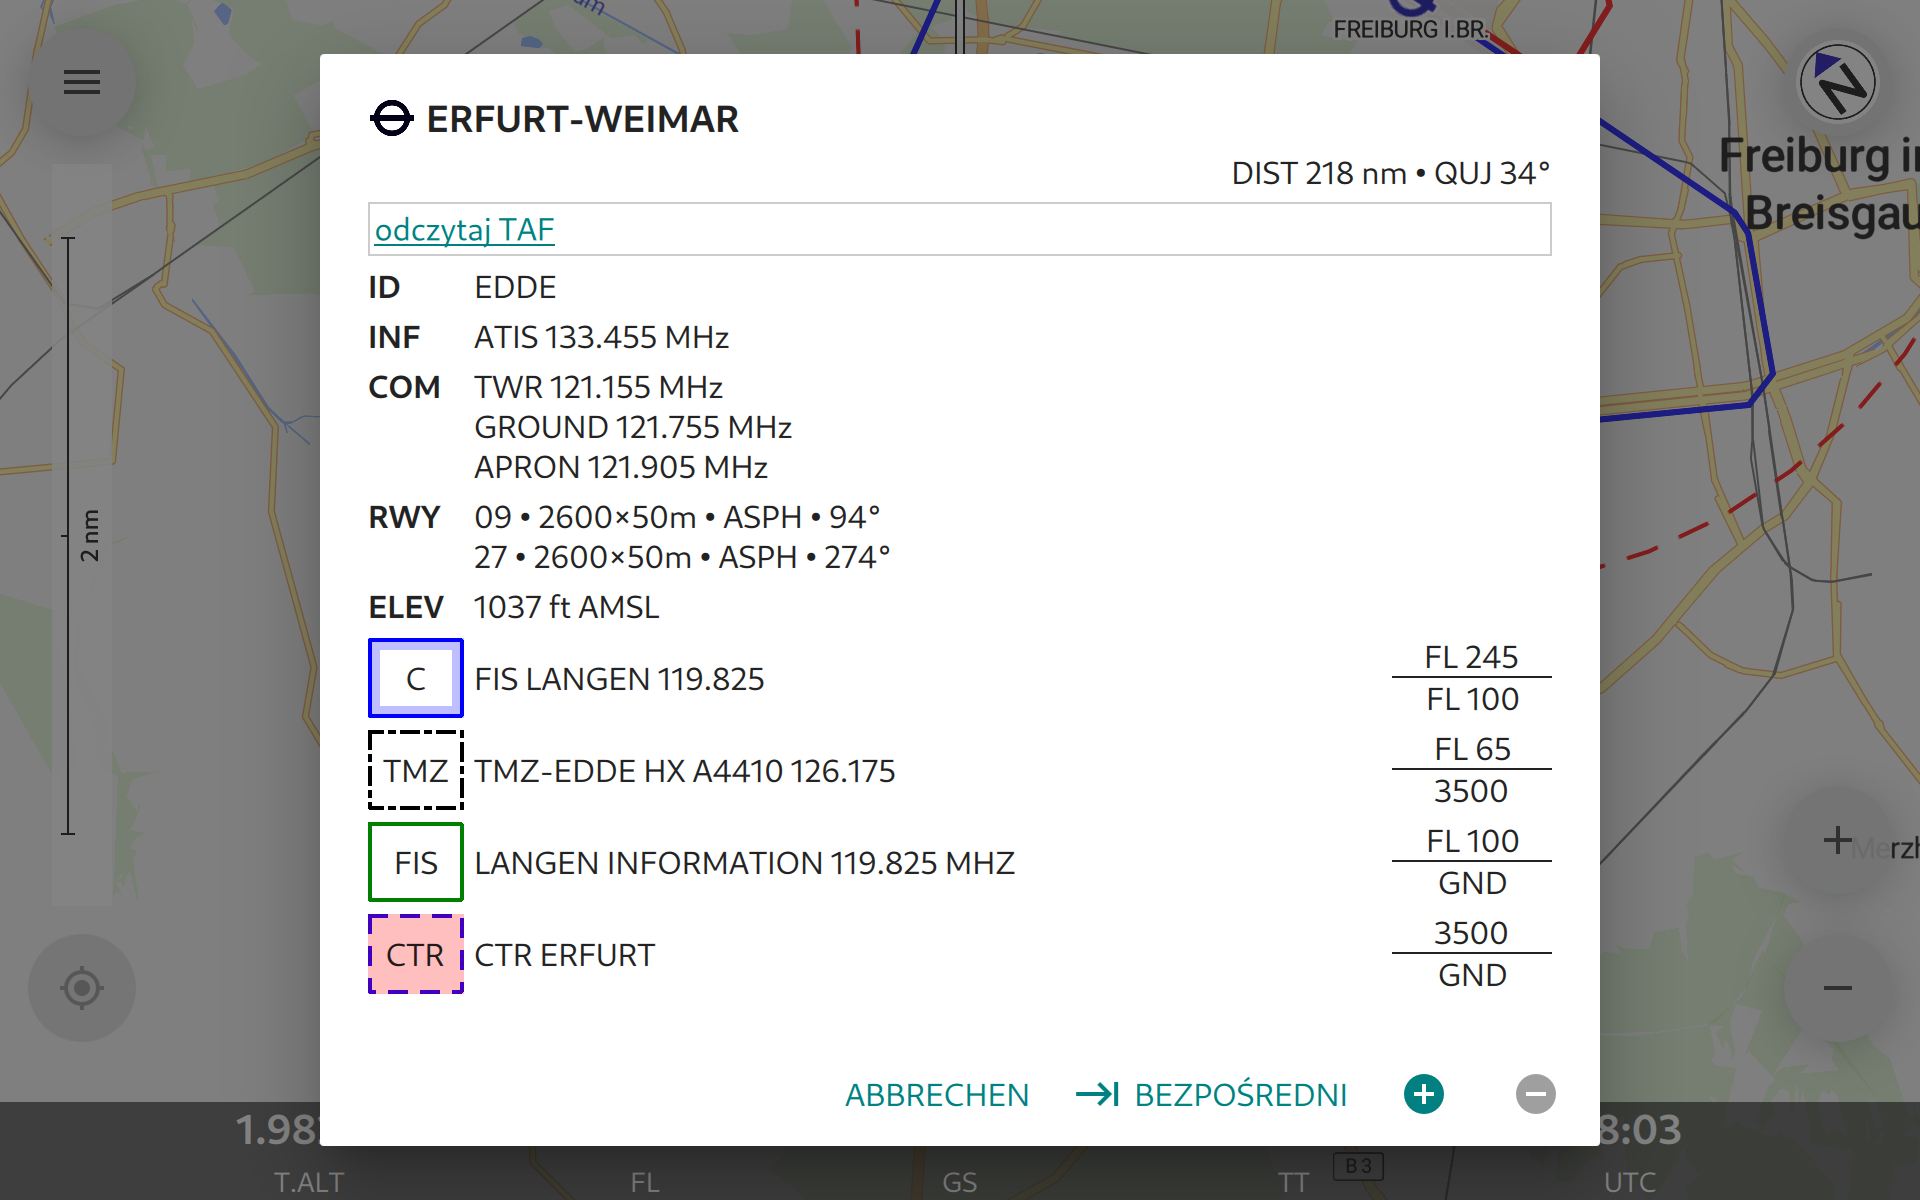 FREIBURG I.BR.
N
Freiburg i
Breisgau
ERFURT-WEIMAR
DIST 218 nm • QUJ 34°
odczytaj TAF
ID EDDE
INF ATIS 133.455 MHz
COM TWR 121.155 MHz
GROUND 121.755 MHz
APRON 121.905 MHz
RWY 09 • 2600×50m • ASPH • 94°
27 • 2600×50m • ASPH • 274°
ELEV 1037 ft AMSL
C FIS LANGEN 119.825 FL 245
FL 100
TMZ TMZ-EDDE HX A4410 126.175 FL 65
3500
FIS LANGEN INFORMATION 119.825 MHZ FL 100
GND
CTR CTR ERFURT 3500
GND
ABBRECHEN BEZPOŚREDNI
2 nm
Merzh
1.98
8:03
T.ALT FL GS TT UTC
B 3